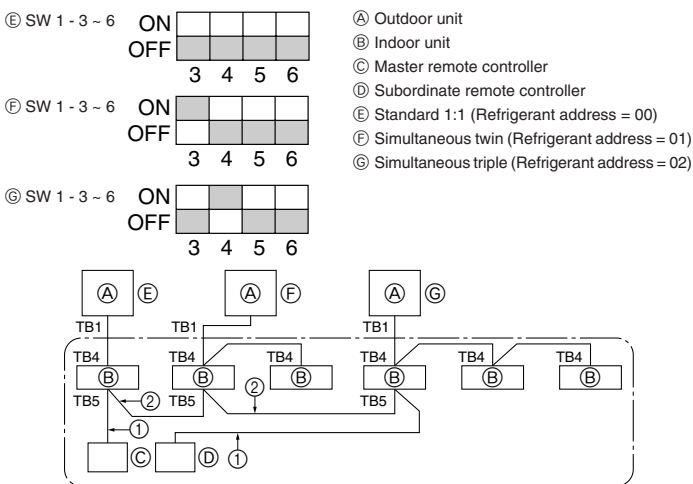 Ⓔ SW 1 - 3 ~ 6 ON
OFF
3 4 5 6
Ⓕ SW 1 - 3 ~ 6 ON
OFF
3 4 5 6
Ⓖ SW 1 - 3 ~ 6 ON
OFF
3 4 5 6
Ⓐ Outdoor unit
Ⓑ Indoor unit
Ⓒ Master remote controller
Ⓓ Subordinate remote controller
Ⓔ Standard 1:1 (Refrigerant address = 00)
Ⓕ Simultaneous twin (Refrigerant address = 01)
Ⓖ Simultaneous triple (Refrigerant address = 02)
Ⓐ Ⓔ Ⓐ Ⓕ Ⓐ Ⓖ
TB1 TB1 TB1
TB4 TB4 TB4 TB4 TB4 TB4
Ⓑ Ⓑ Ⓑ Ⓑ Ⓑ Ⓑ
TB5 ② TB5 ② TB5
① Ⓒ Ⓓ ①